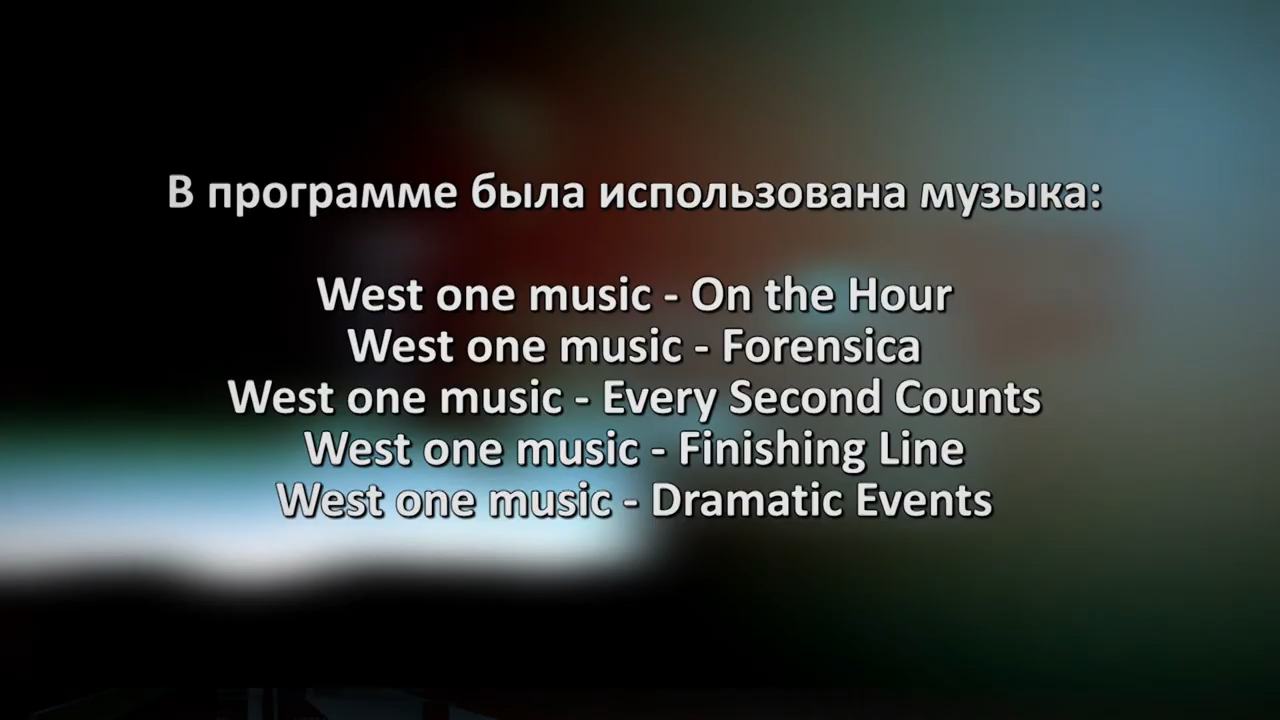 В программе была использована музыка:
West one music - On the Hour
West one music - Forensica
West one music - Every Second Counts
West one music - Finishing Line
West one music - Dramatic Events